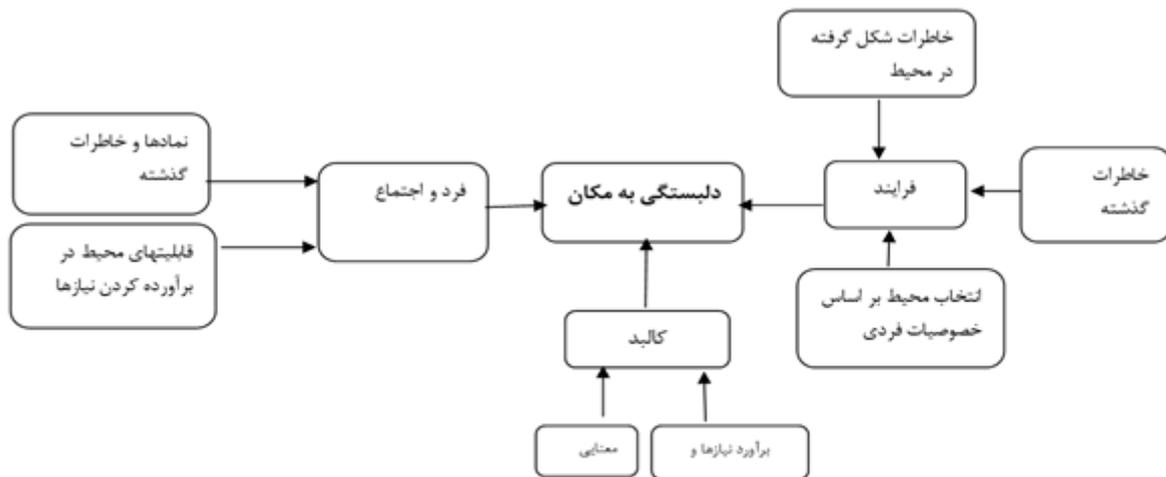 خاطرات شکل گرفته
در محیط
نمادها و خاطرات
گذشته
فرد و اجتماع
دلبستگی به مکان
فرایند
خاطرات
گذشته
قابلیتهای محیط در
برآورده کردن نیازها
انتخاب محیط بر اساس
خصوصیات فردی
کالبد
معنایی
برآورد نیازها و